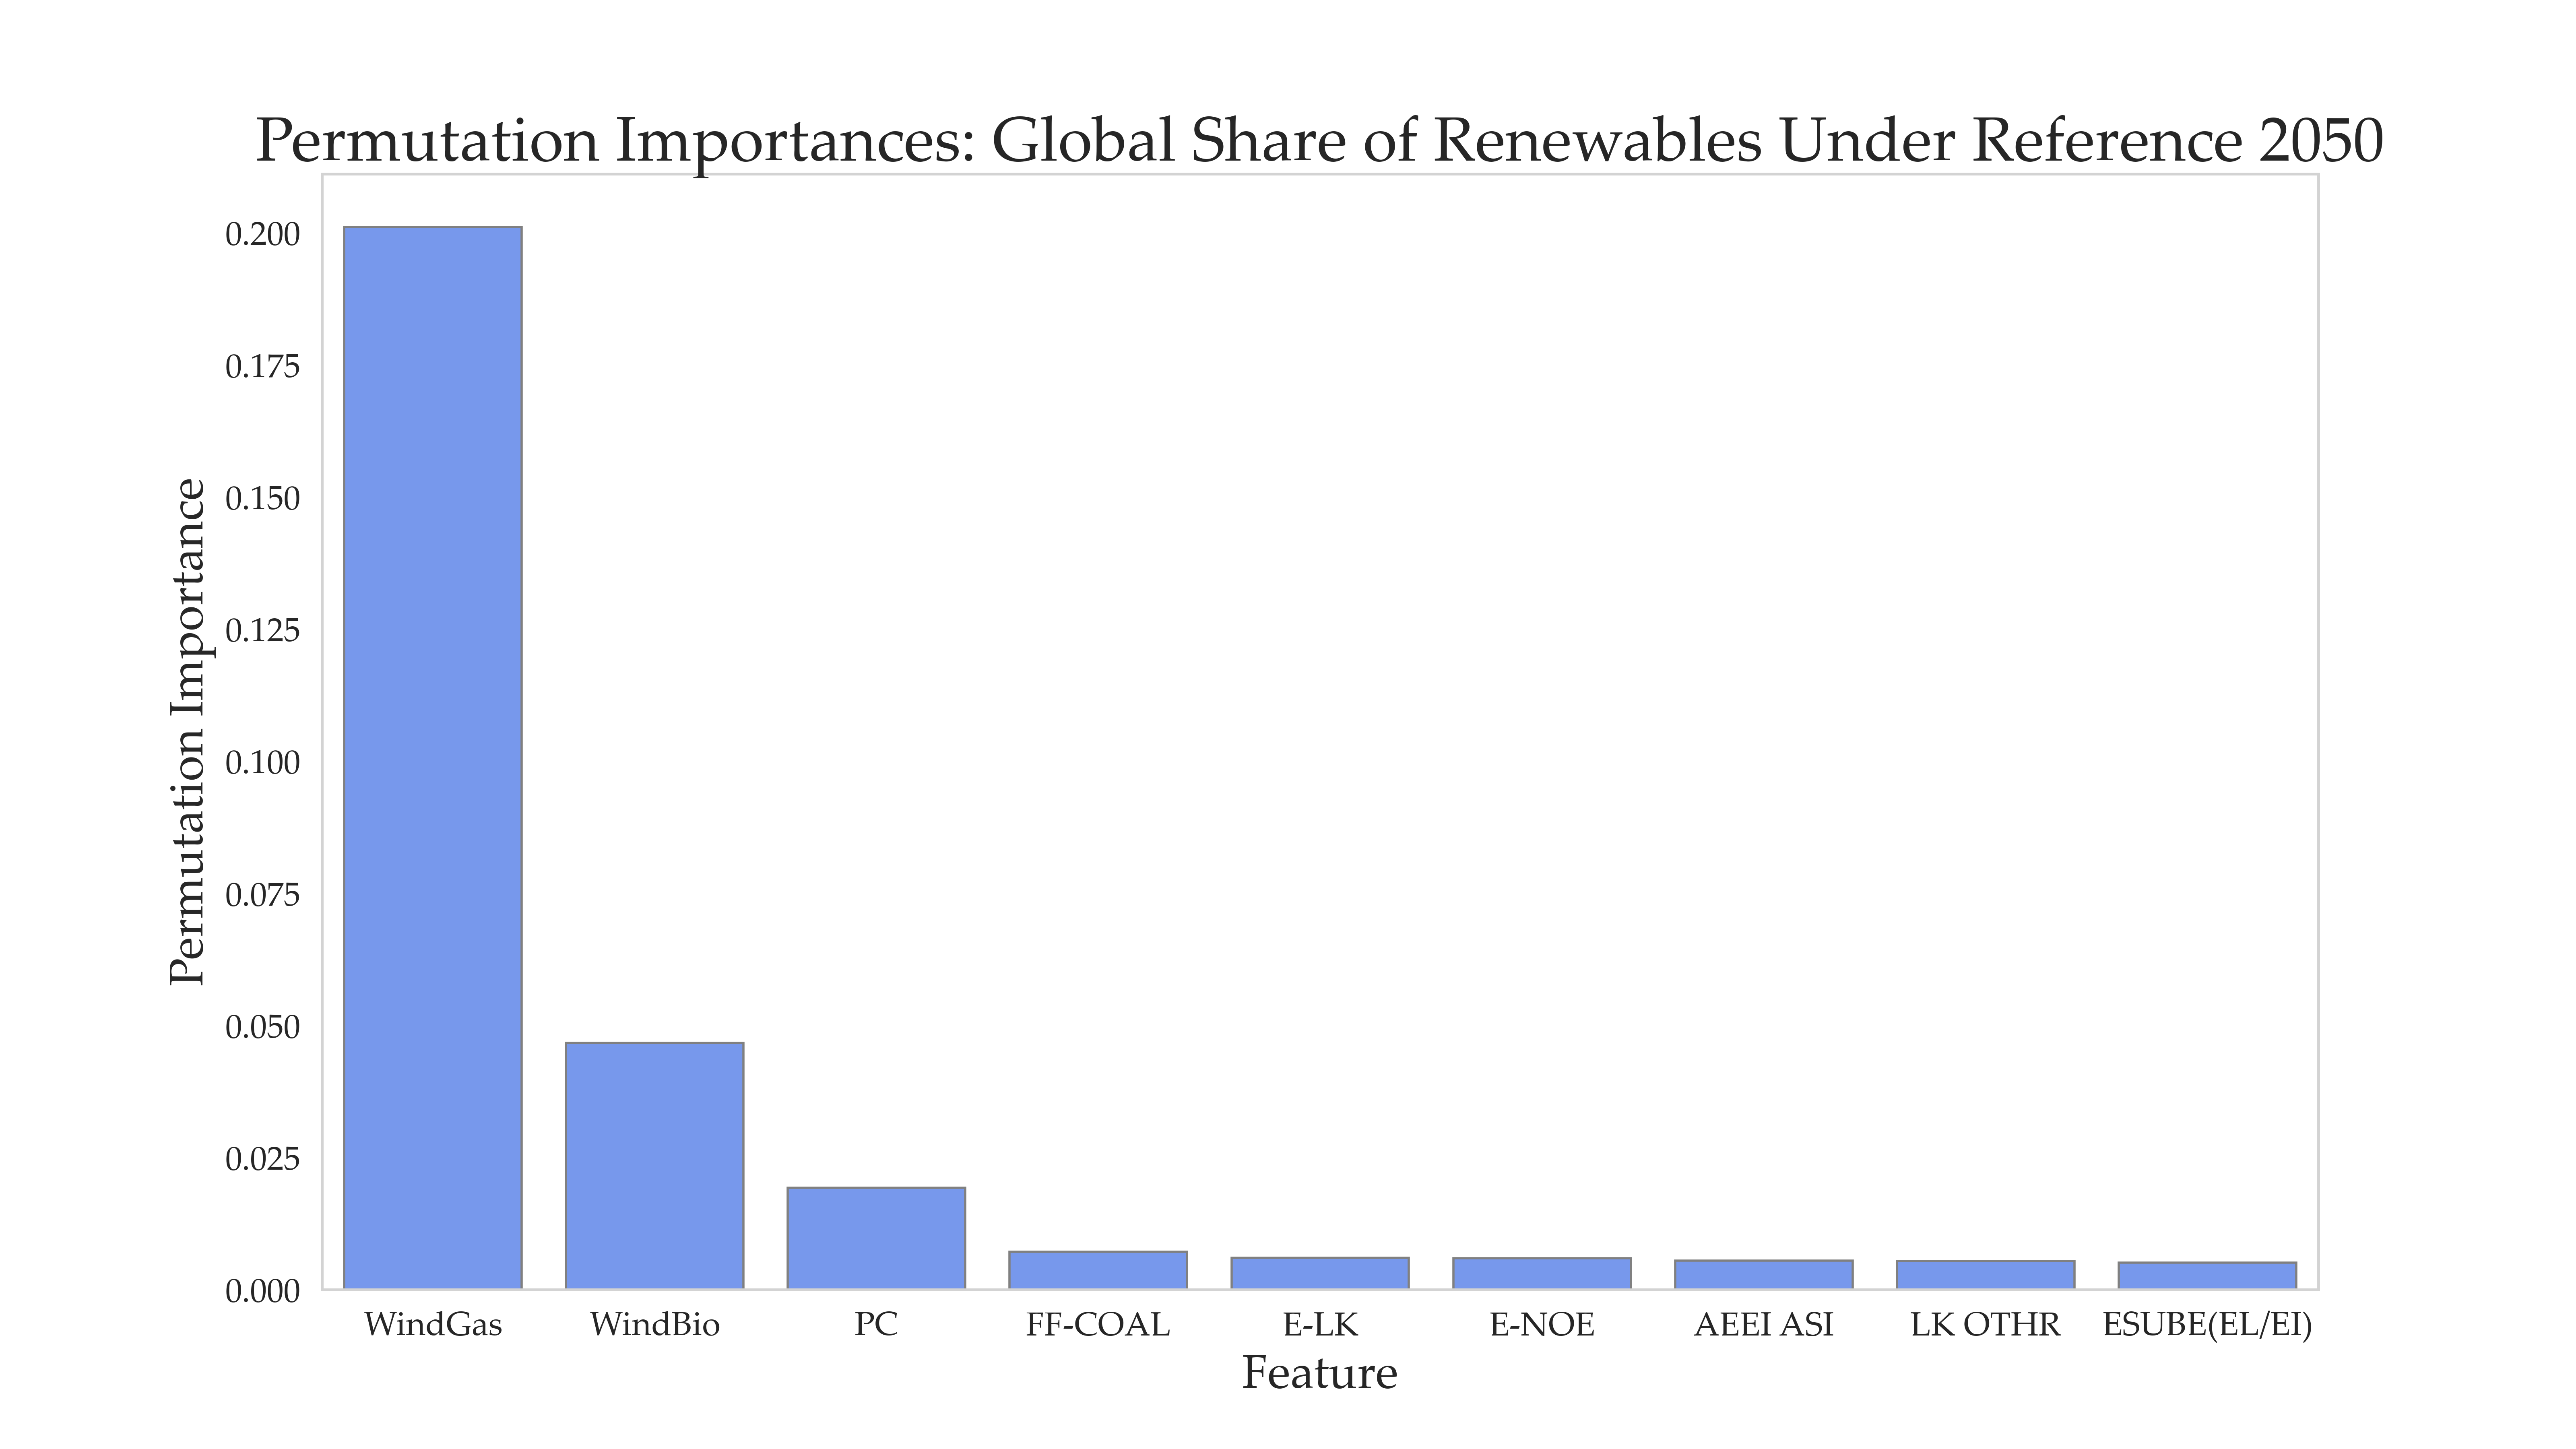 Permutation Importances: Global Share of Renewables Under Reference 2050
Permutation Importance
0.200
0.175
0.150
0.125
0.100
0.075
0.050
0.025
0.000
WindGas WindBio PC FF-COAL E-LK E-NOE AEEI ASI LK OTHR ESUBE(EL/EI)
Feature